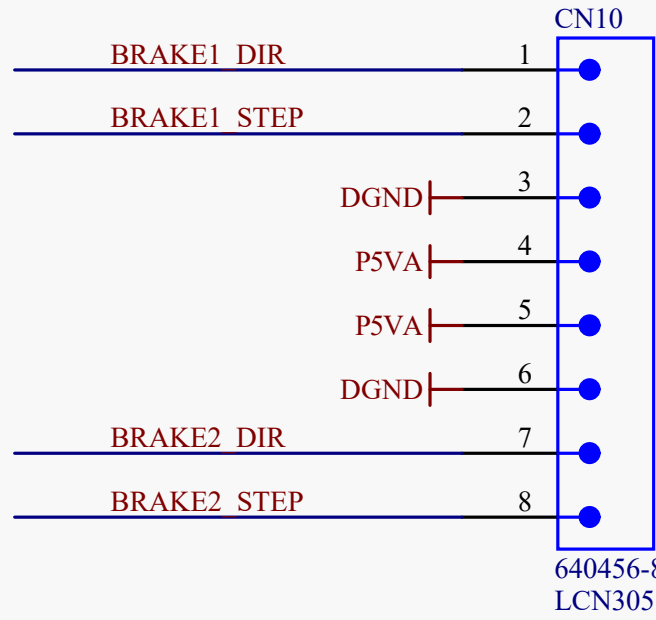 CN10
BRAKE1_DIR 1
BRAKE1_STEP 2
DGND 3
P5VA 4
P5VA 5
DGND 6
BRAKE2_DIR 7
BRAKE2_STEP 8
640456-8
LCN305